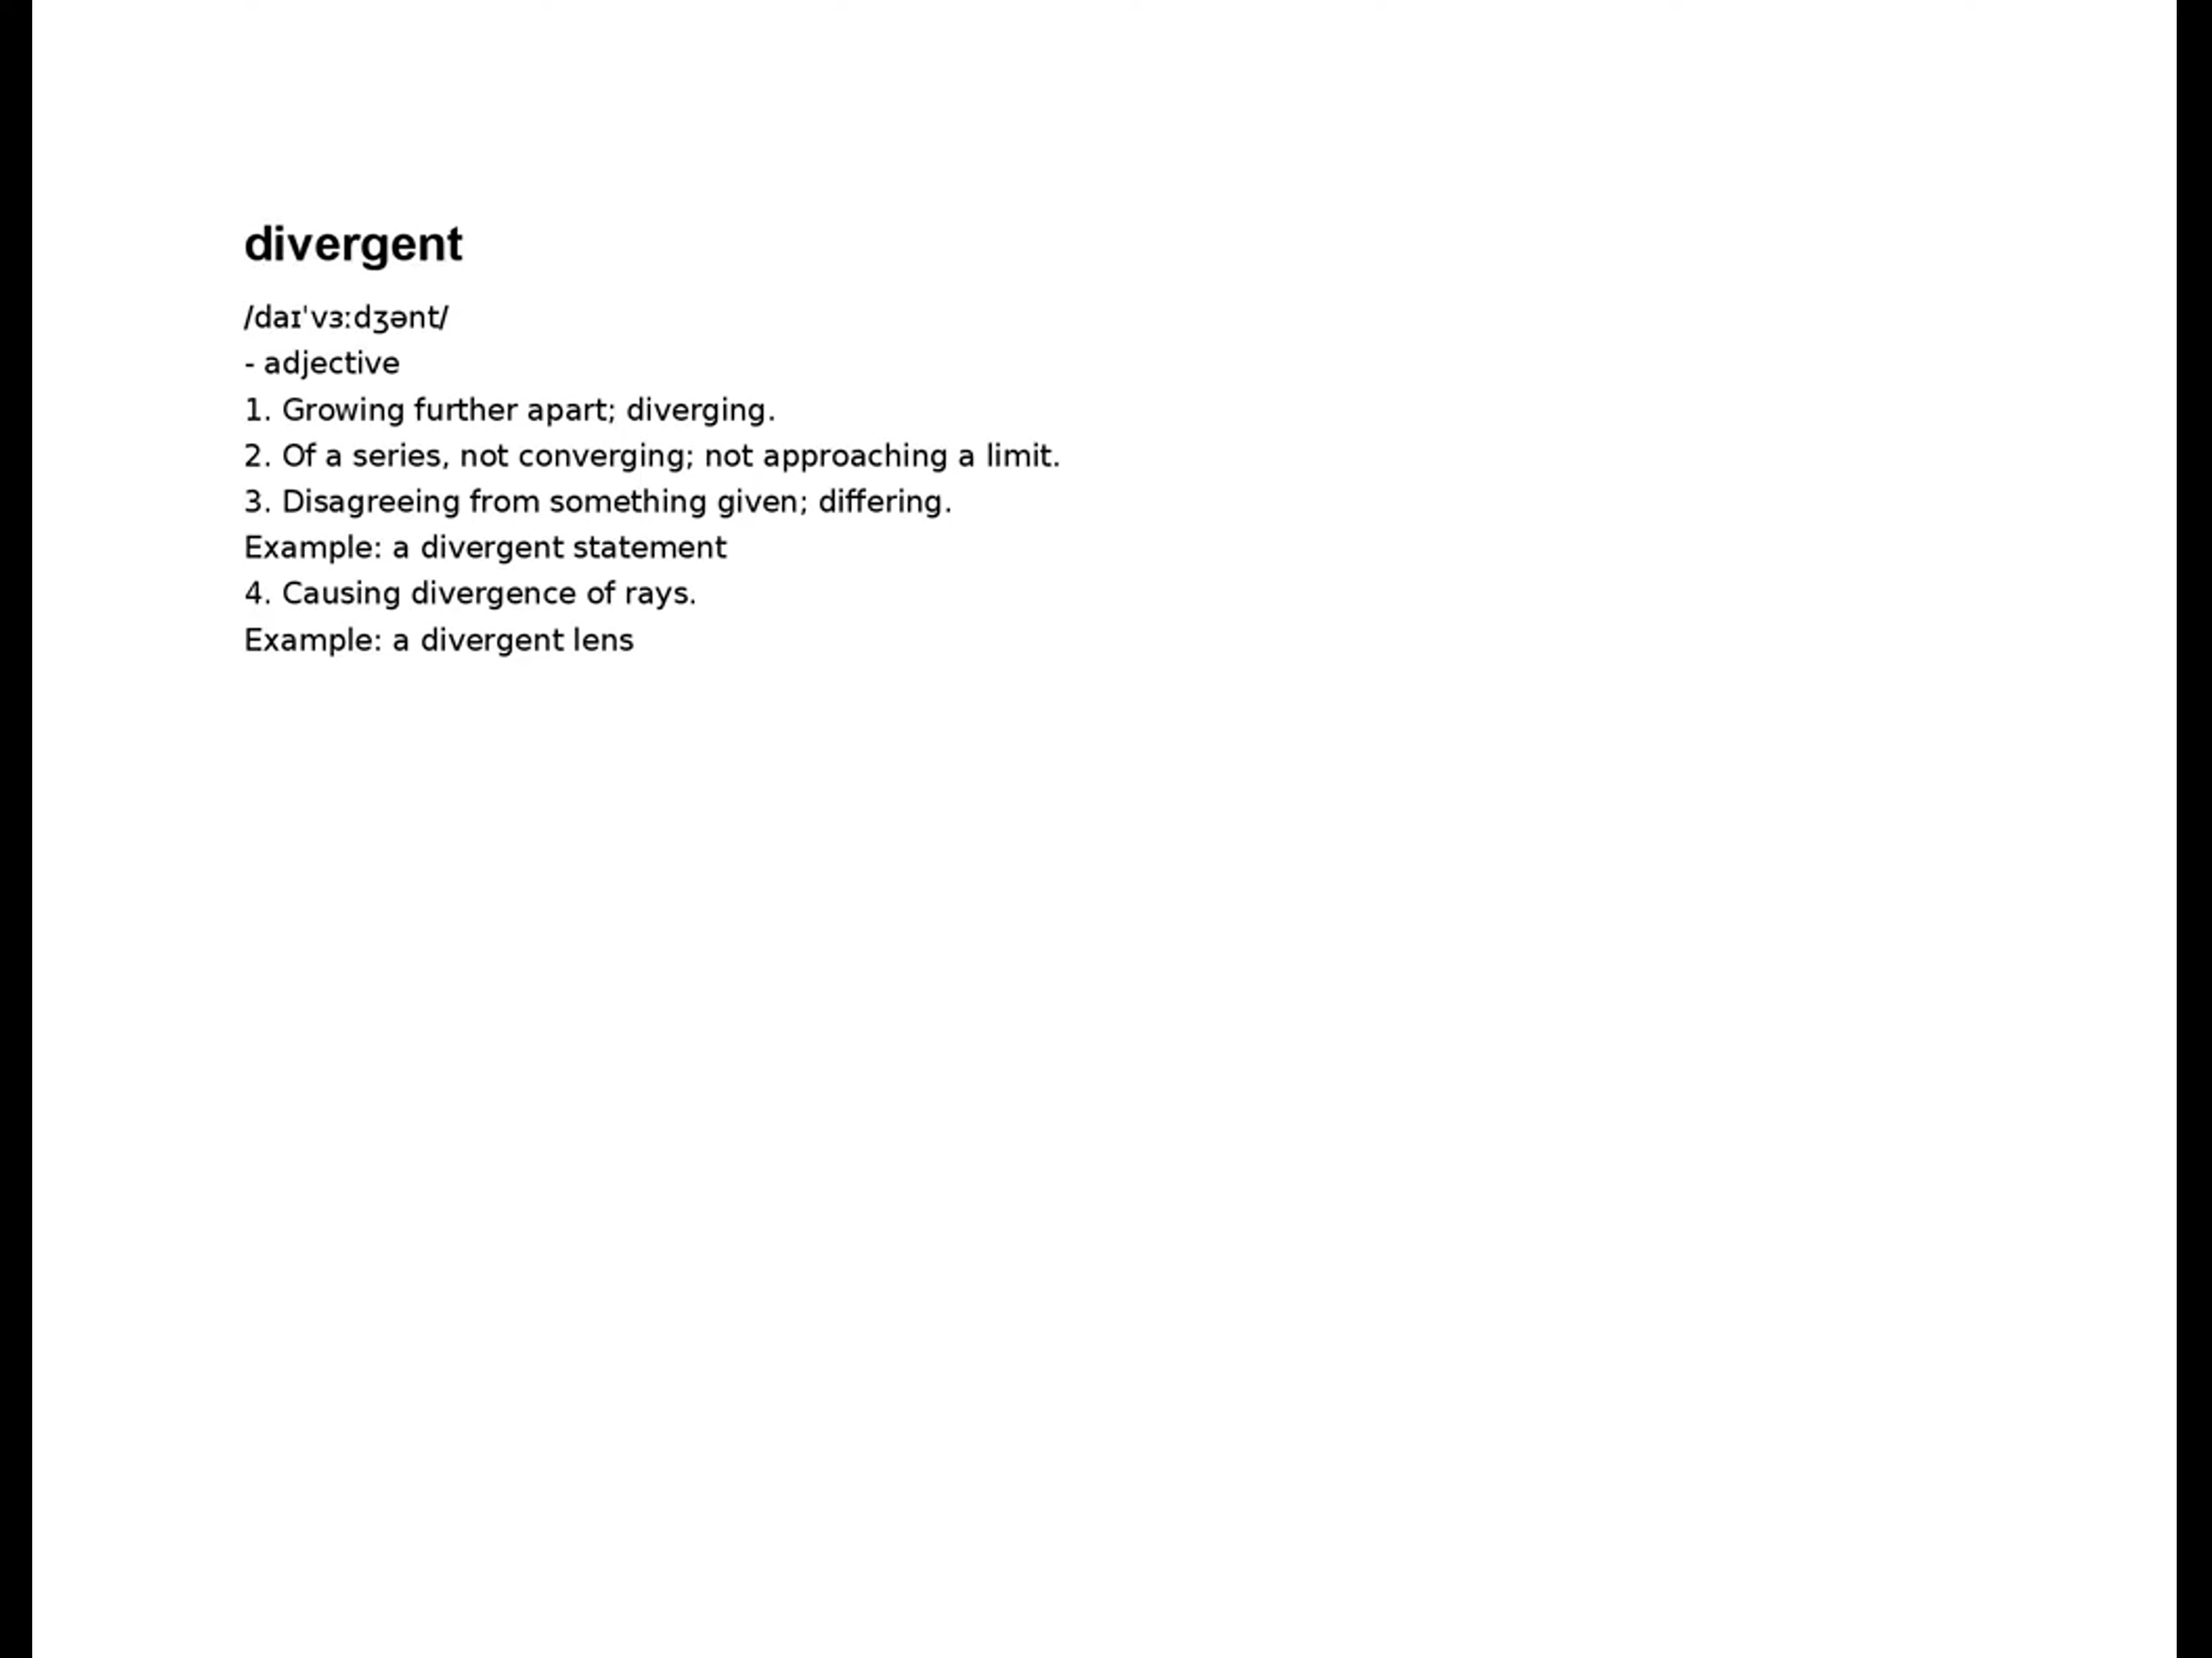 divergent
/daɪˈvɜːdʒənt/
- adjective
1. Growing further apart; diverging.
2. Of a series, not converging; not approaching a limit.
3. Disagreeing from something given; differing.
Example: a divergent statement
4. Causing divergence of rays.
Example: a divergent lens